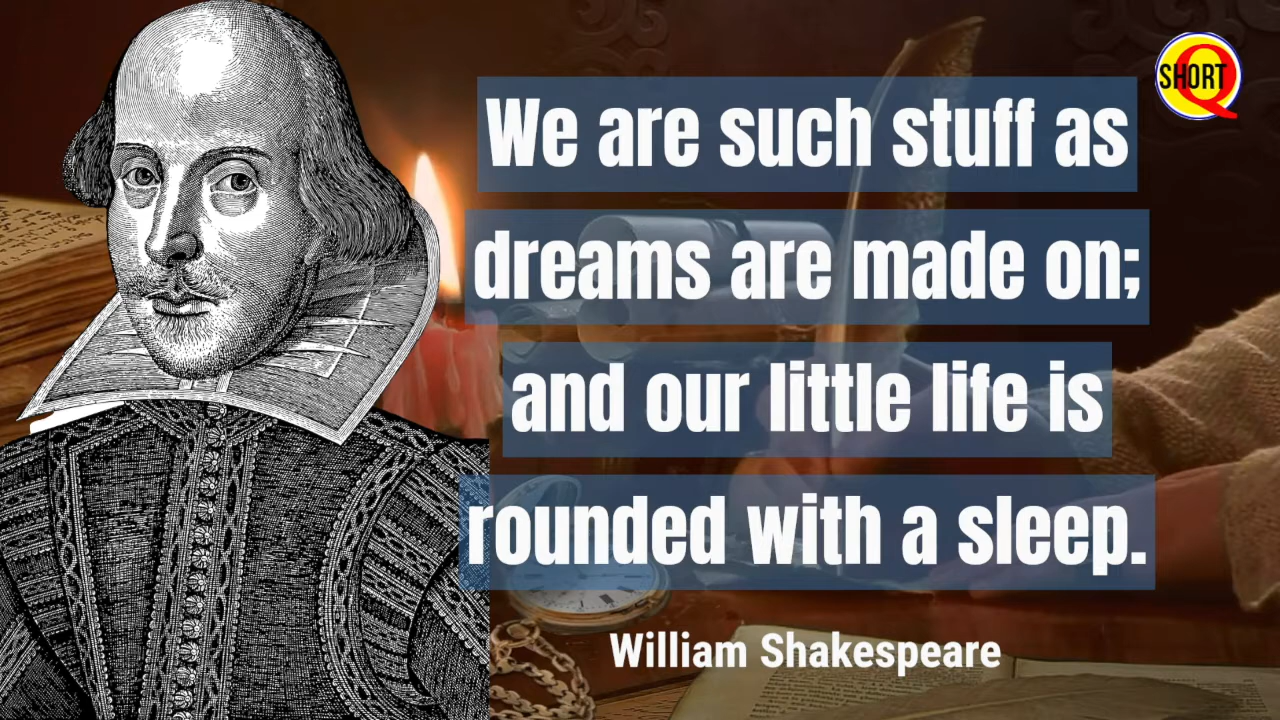 SHORT Q
We are such stuff as
dreams are made on;
and our little life is
rounded with a sleep.
William Shakespeare